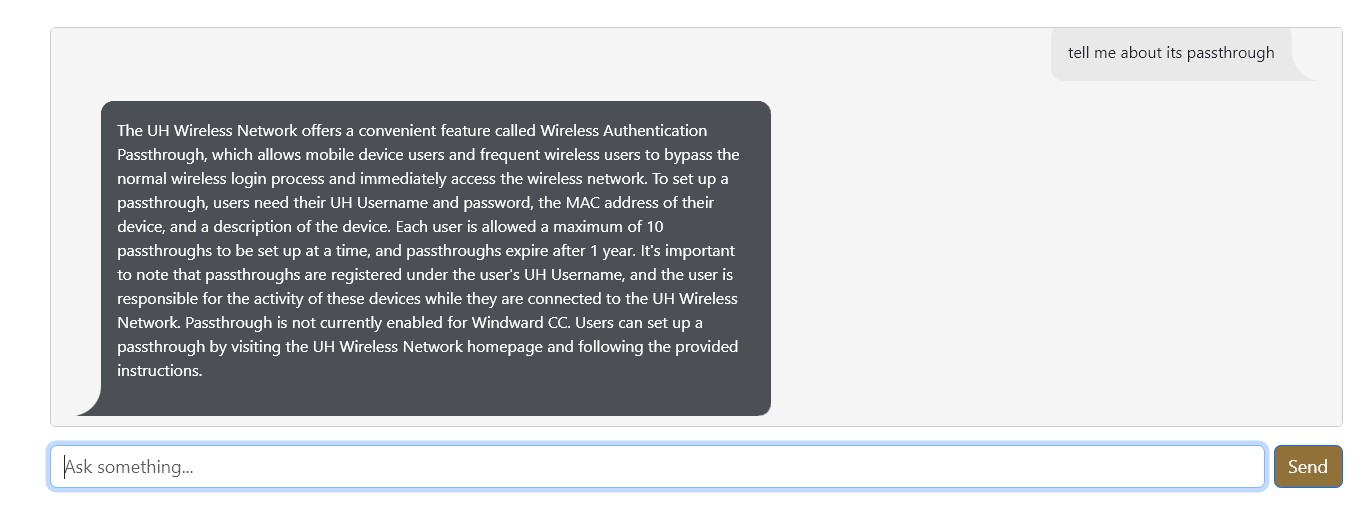 tell me about its passthrough
The UH Wireless Network offers a convenient feature called Wireless Authentication
Passthrough, which allows mobile device users and frequent wireless users to bypass the
normal wireless login process and immediately access the wireless network. To set up a
passthrough, users need their UH Username and password, the MAC address of their
device, and a description of the device. Each user is allowed a maximum of 10
passthroughs to be set up at a time, and passthroughs expire after 1 year. It's important
to note that passthroughs are registered under the user's UH Username, and the user is
responsible for the activity of these devices while they are connected to the UH Wireless
Network. Passthrough is not currently enabled for Windward CC. Users can set up a
passthrough by visiting the UH Wireless Network homepage and following the provided
instructions.
Ask something...
Send